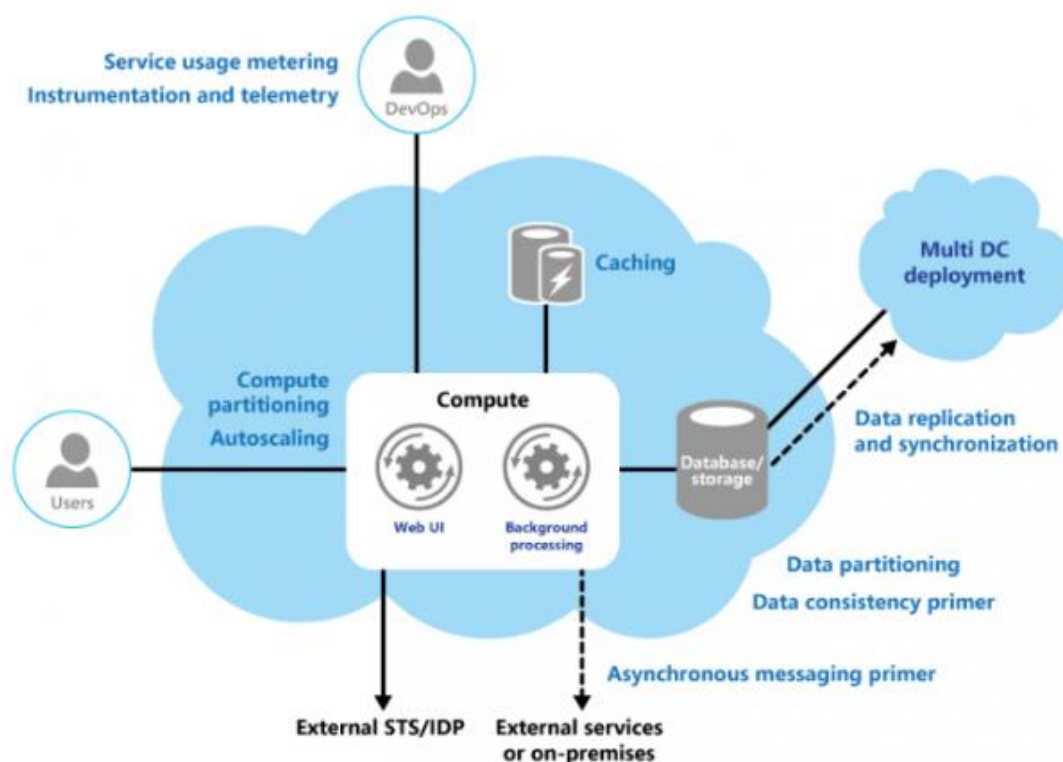 Service usage metering
Instrumentation and telemetry
DevOps
Caching
Multi DC
deployment
Compute
partitioning
Autoscaling
Compute
Users
Web UI
Background
processing
Database/
storage
Data replication
and synchronization
Data partitioning
Data consistency primer
Asynchronous messaging primer
External STS/IDP
External services
or on-premises